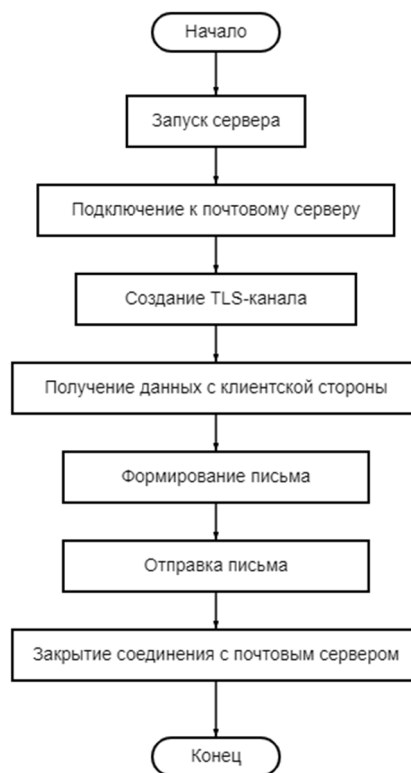 Начало
Запуск сервера
Подключение к почтовому серверу
Создание TLS-канала
Получение данных с клиентской стороны
Формирование письма
Отправка письма
Закрытие соединения с почтовым сервером
Конец